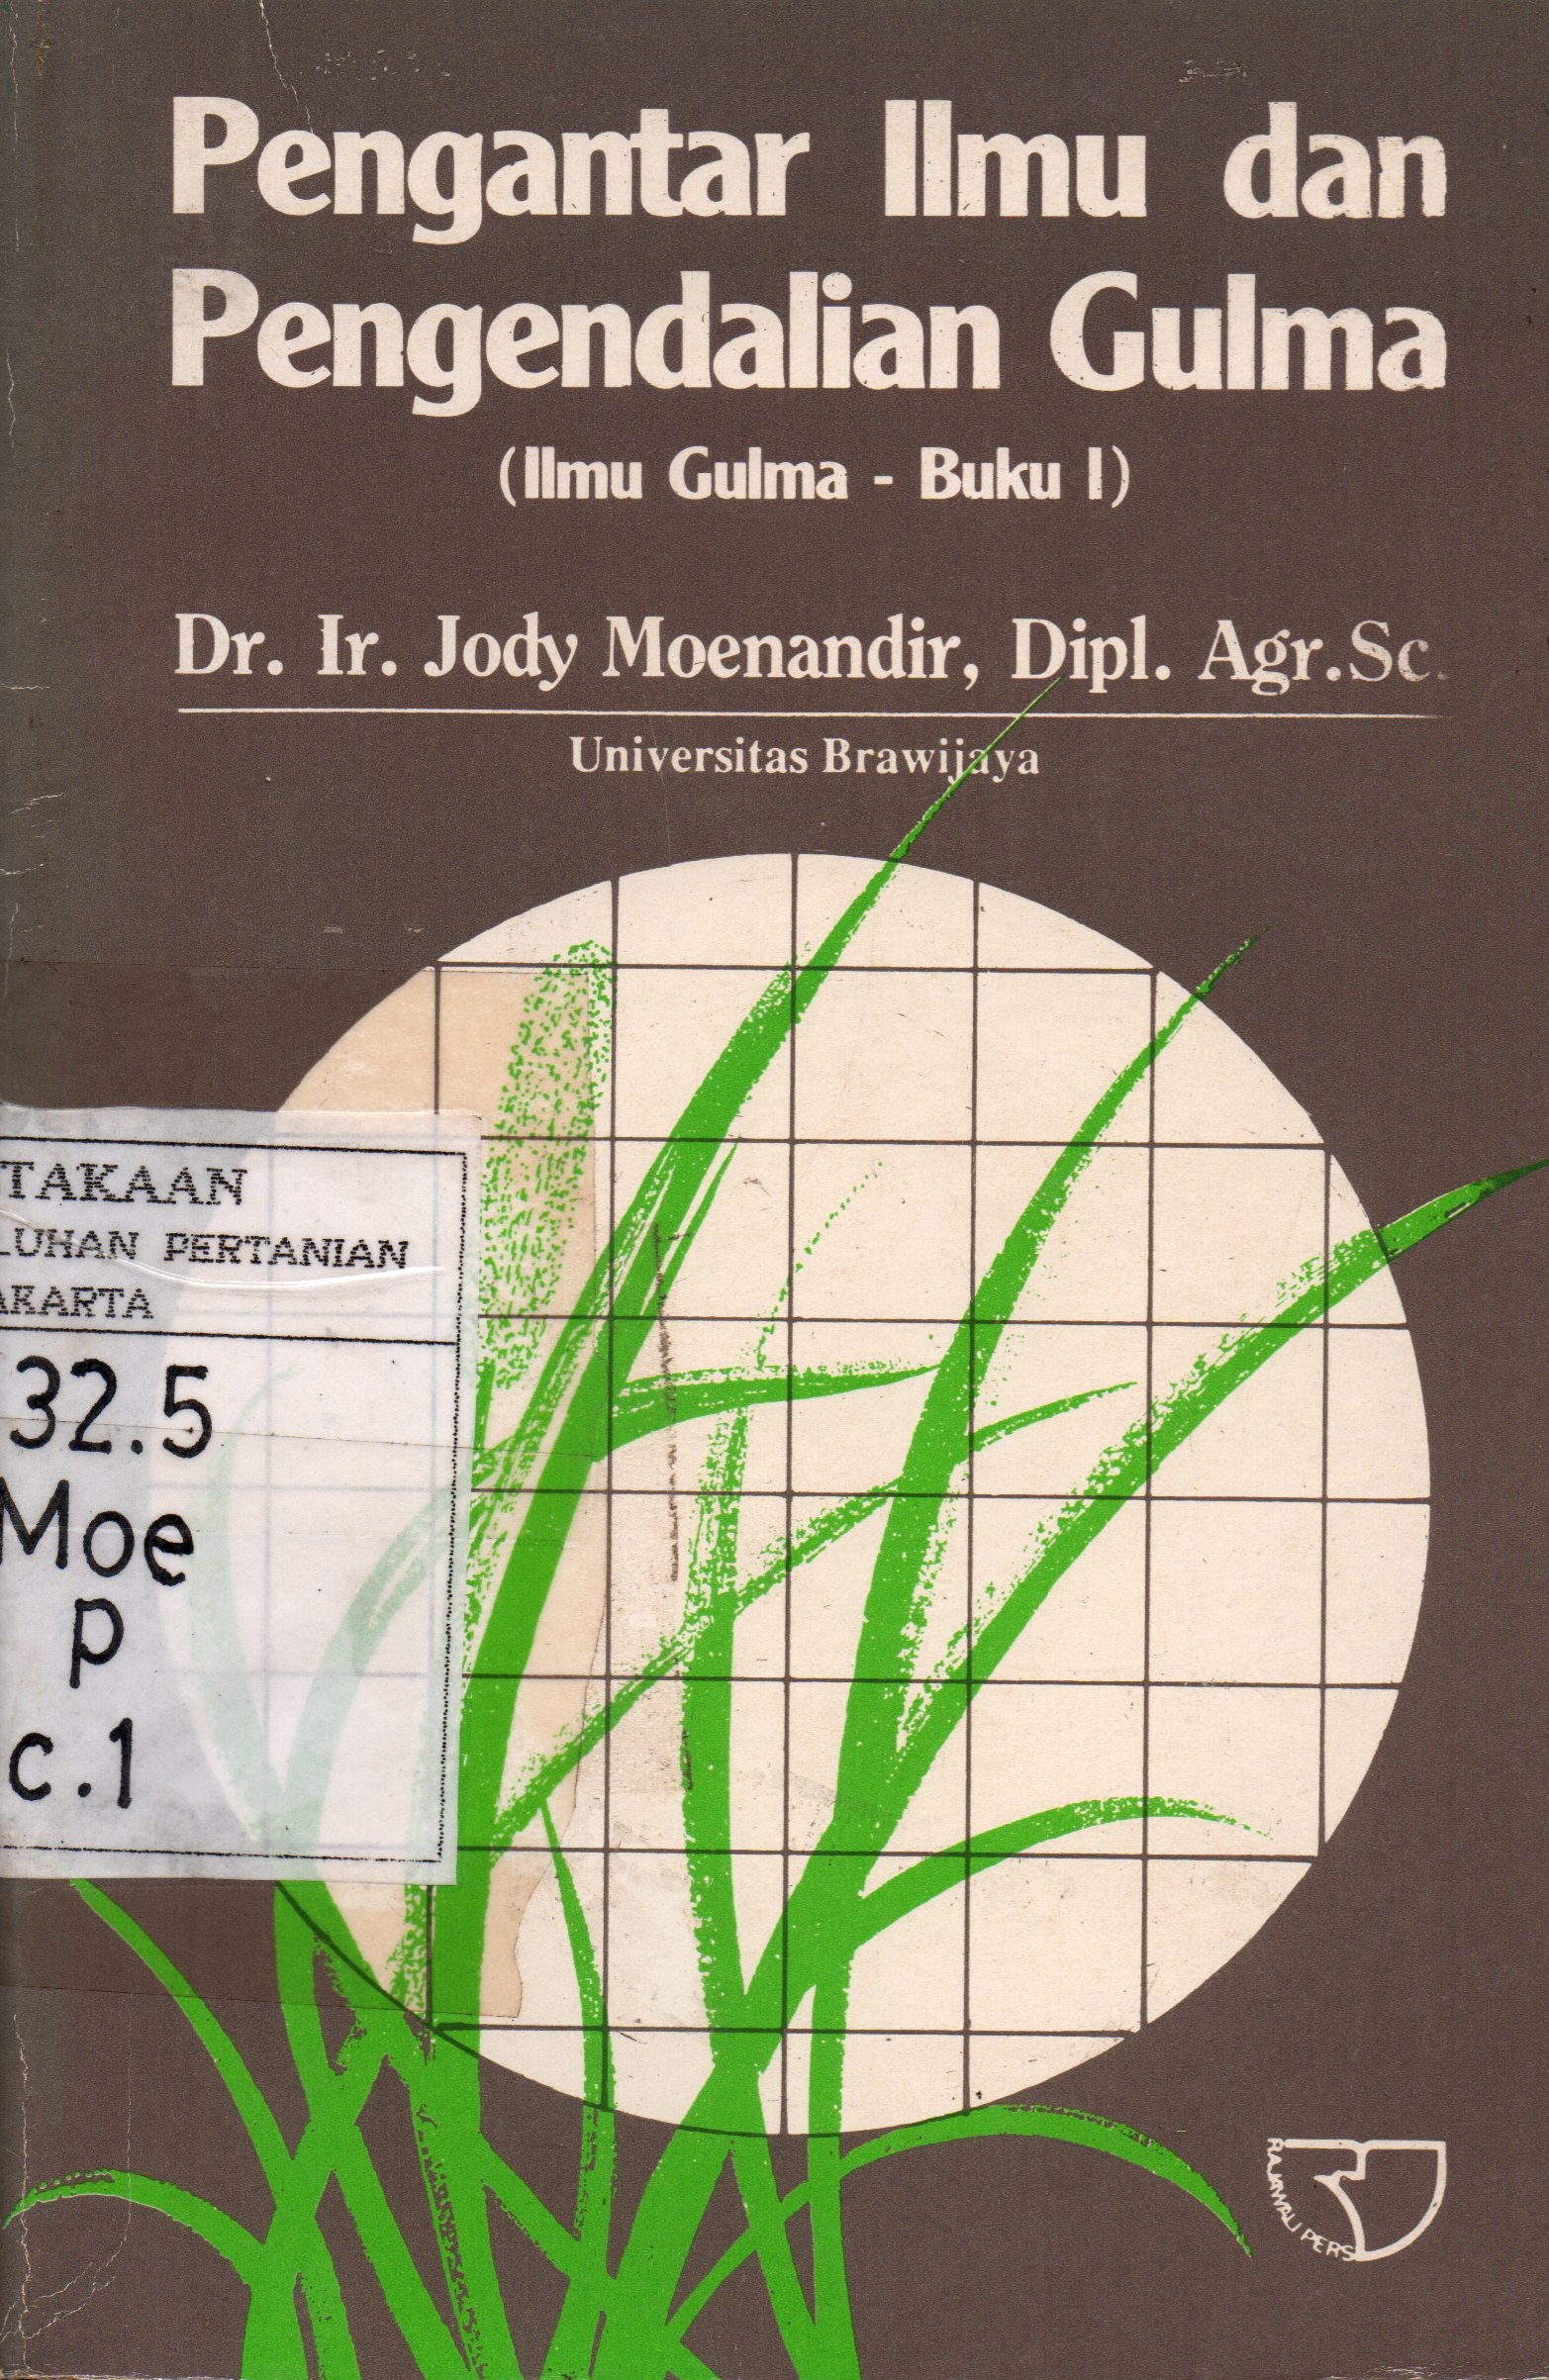 Pengantar Ilmu dan
Pengendalian Gulma
(Ilmu Gulma - Buku I)
Dr. Ir. Jody Moenandir, Dipl. Agr.Sc.
Universitas Brawijaya
TAKAAN
LUHAN PERTANIAN
AKARTA
32.5
Moe
p
c.1
RAJAWALI PERS